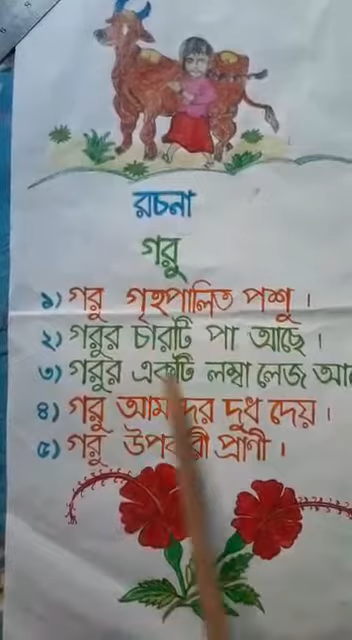 রচনা
গরু
১) গরু গৃহপালিত পশু ।
২) গরুর চারটি পা আছে ।
৩) গরুর একটি লম্বা লেজ
৪) গরু দুধ দেয় ।
৫) গরু প্রাণী ।